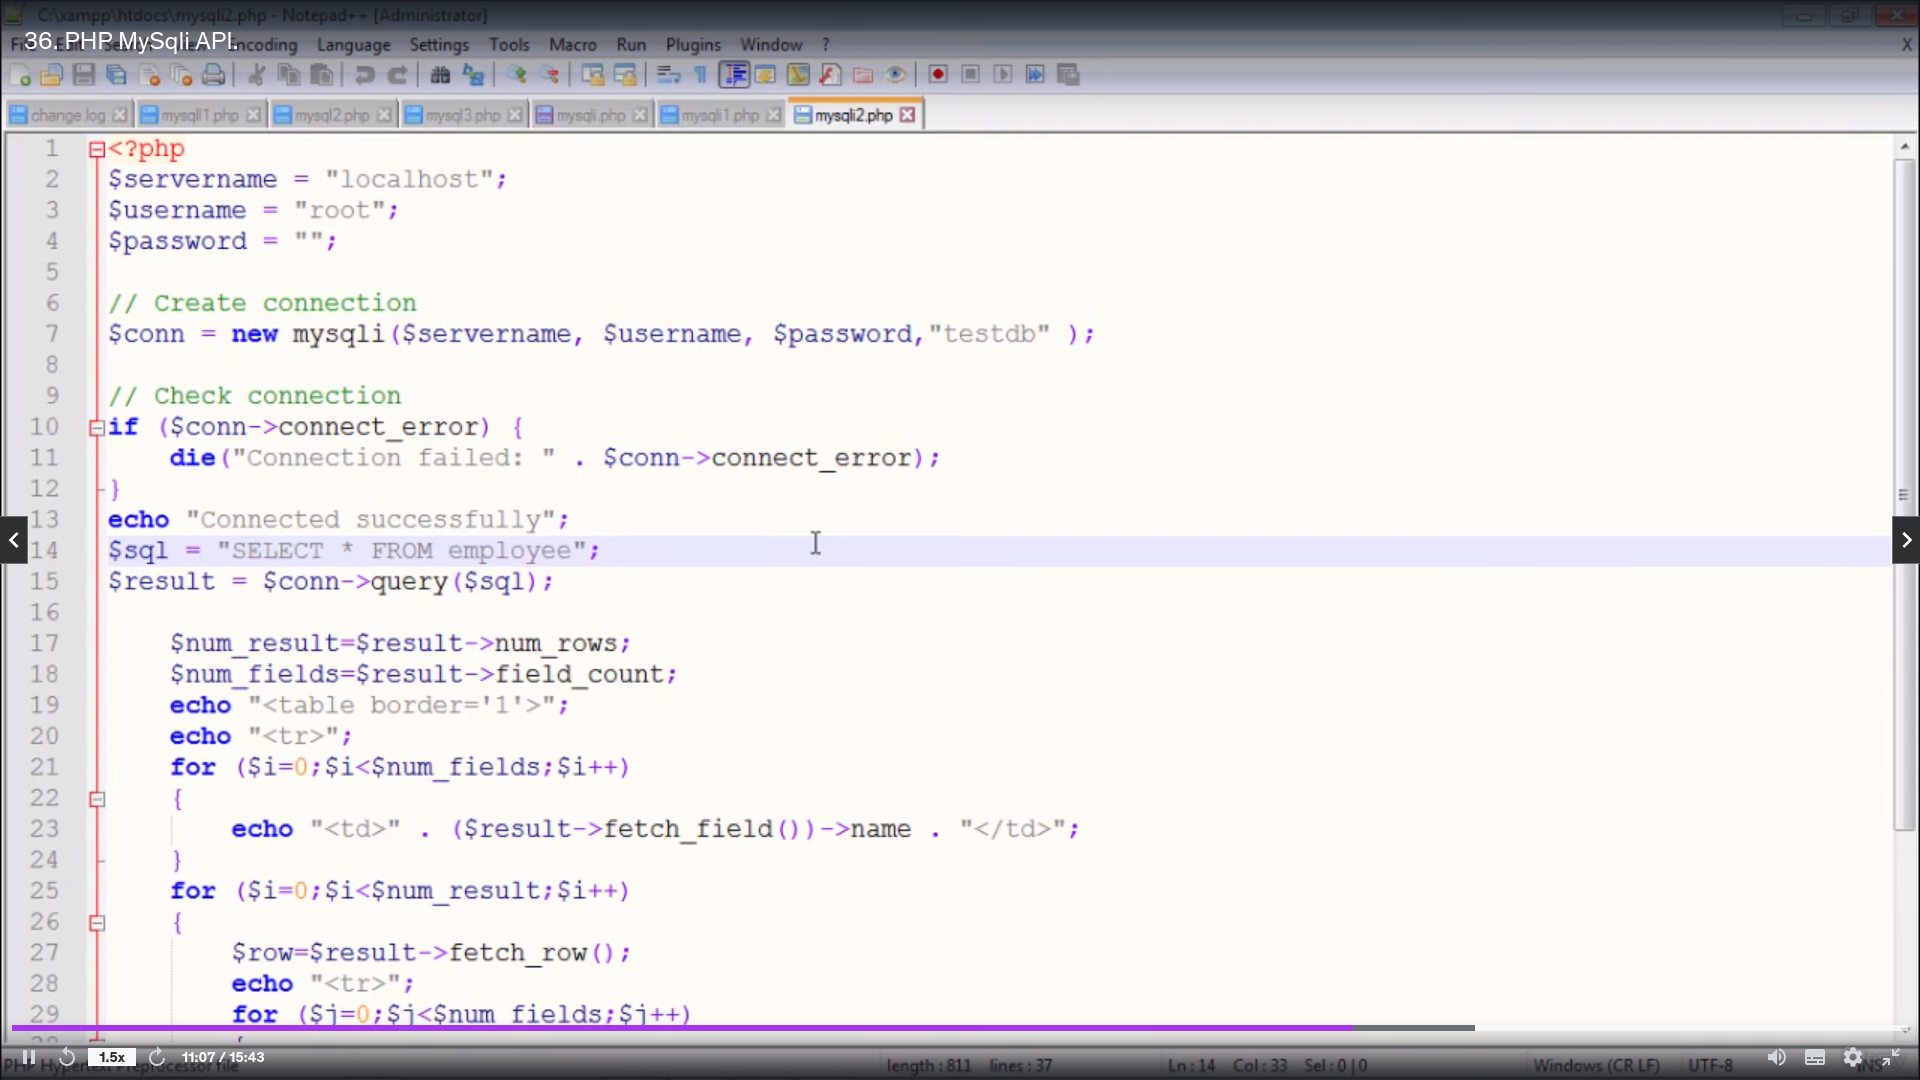 C:\xampp\htdocs\mysqli2.php - Notepad++ [Administrator]
36. PHP MySqli API.
Encoding Language Settings Tools Macro Run Plugins Window ? X
change.log mysqll1.php mysql2.php mysql3.php mysqli.php mysqli1.php mysqli2.php
1 <?php
2 $servername = "localhost";
3 $username = "root";
4 $password = "";
5
6 // Create connection
7 $conn = new mysqli($servername, $username, $password,"testdb" );
8
9 // Check connection
10 if ($conn->connect_error) {
11 die("Connection failed: " . $conn->connect_error);
12 }
13 echo "Connected successfully";
14 $sql = "SELECT * FROM employee";
15 $result = $conn->query($sql);
16
17 $num_result=$result->num_rows;
18 $num_fields=$result->field_count;
19 echo "<table border='1'>";
20 echo "<tr>";
21 for ($i=0;$i<$num_fields;$i++)
22 {
23 echo "<td>" . ($result->fetch_field())->name . "</td>";
24 }
25 for ($i=0;$i<$num_result;$i++)
26 {
27 $row=$result->fetch_row();
28 echo "<tr>";
29 for ($j=0;$j<$num_fields;$j++)
1.5x 11:07 / 15:43
PHP Hypertext Preprocessor file length : 811 lines : 37 Ln : 14 Col : 33 Sel : 0 | 0 Windows (CR LF) UTF-8 INS